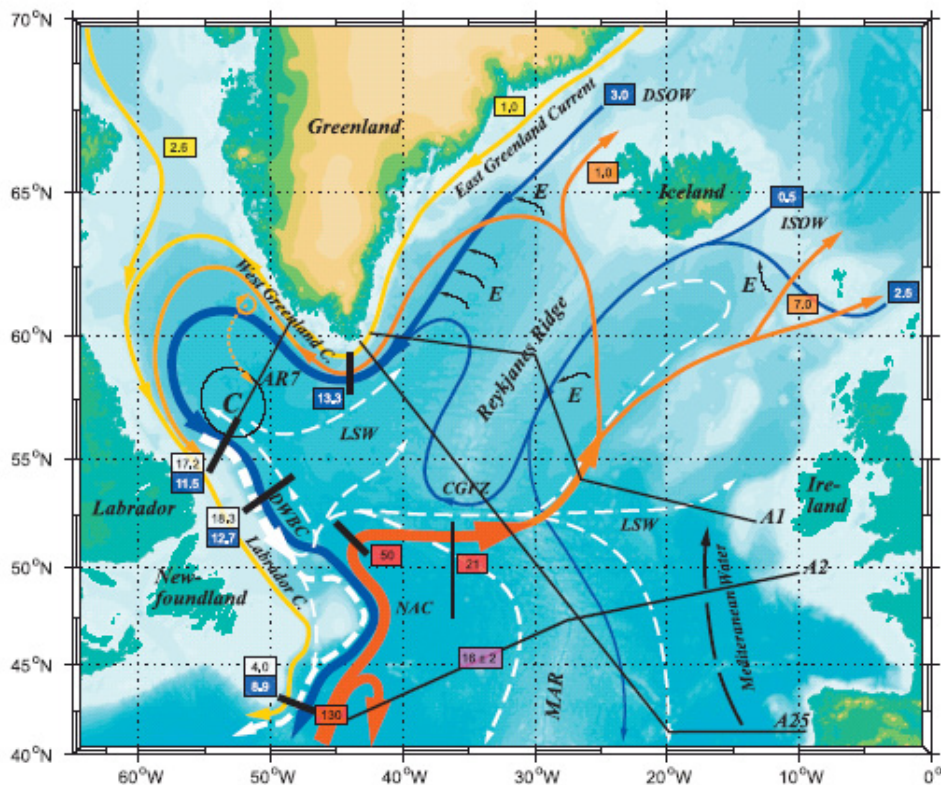 70°N
65°N
60°N
55°N
50°N
45°N
40°N
60°W
50°W
40°W
30°W
20°W
10°W
0°
Greenland
1,0
East Greenland Current
3.0
DSOW
2.6
E
1,0
Iceland
0.5
ISOW
West Greenland C.
E
E
7.0
2.5
Reykjanes Ridge
AR7
C
13.3
E
LSW
17,2
11.5
Labrador
18,3
12.7
DWBC
CGFZ
LSW
Ire-
land
A1
Labrador C.
50
21
A2
New-
foundland
NAC
Mediteranean Water
16 ± 2
4,0
8.9
MAR
130
A25